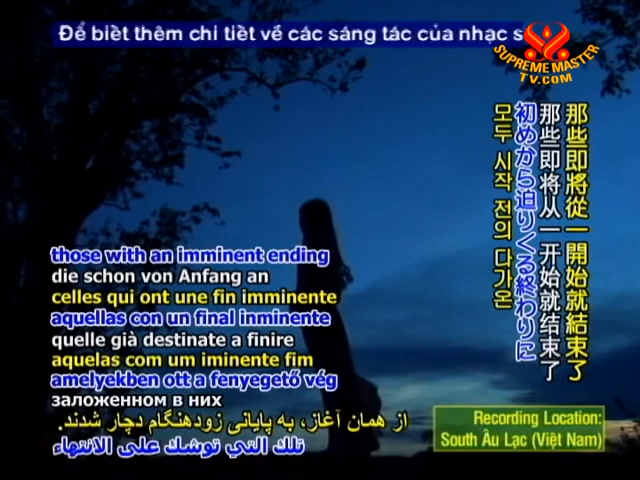 Để biết thêm chi tiết về các sáng tác của nhạc s
SUPREME MASTER
TV.COM
那些即將從一開始就結束了
那些即将从一开始就结束了
初めから迫りくる終わりに
모두 시작 전의 다가온
those with an imminent ending
die schon von Anfang an
celles qui ont une fin imminente
aquellas con un final inminente
quelle già destinate a finire
aquelas com um iminente fim
amelyekben ott a fenyegető vég
заложенном в них
از همان آغاز، به پایانی زودهنگام دچار شدند.
تلك التي توشك على الانتهاء
Recording Location:
South Âu Lạc (Việt Nam)